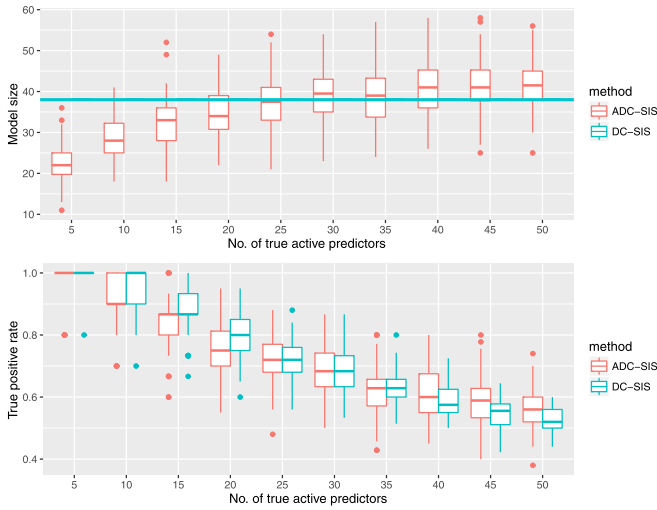 60
50
40
30
20
10
Model size
5 10 15 20 25 30 35 40 45 50
No. of true active predictors
method
ADC−SIS
DC−SIS
1.0
0.8
0.6
0.4
True positive rate
5 10 15 20 25 30 35 40 45 50
No. of true active predictors
method
ADC−SIS
DC−SIS